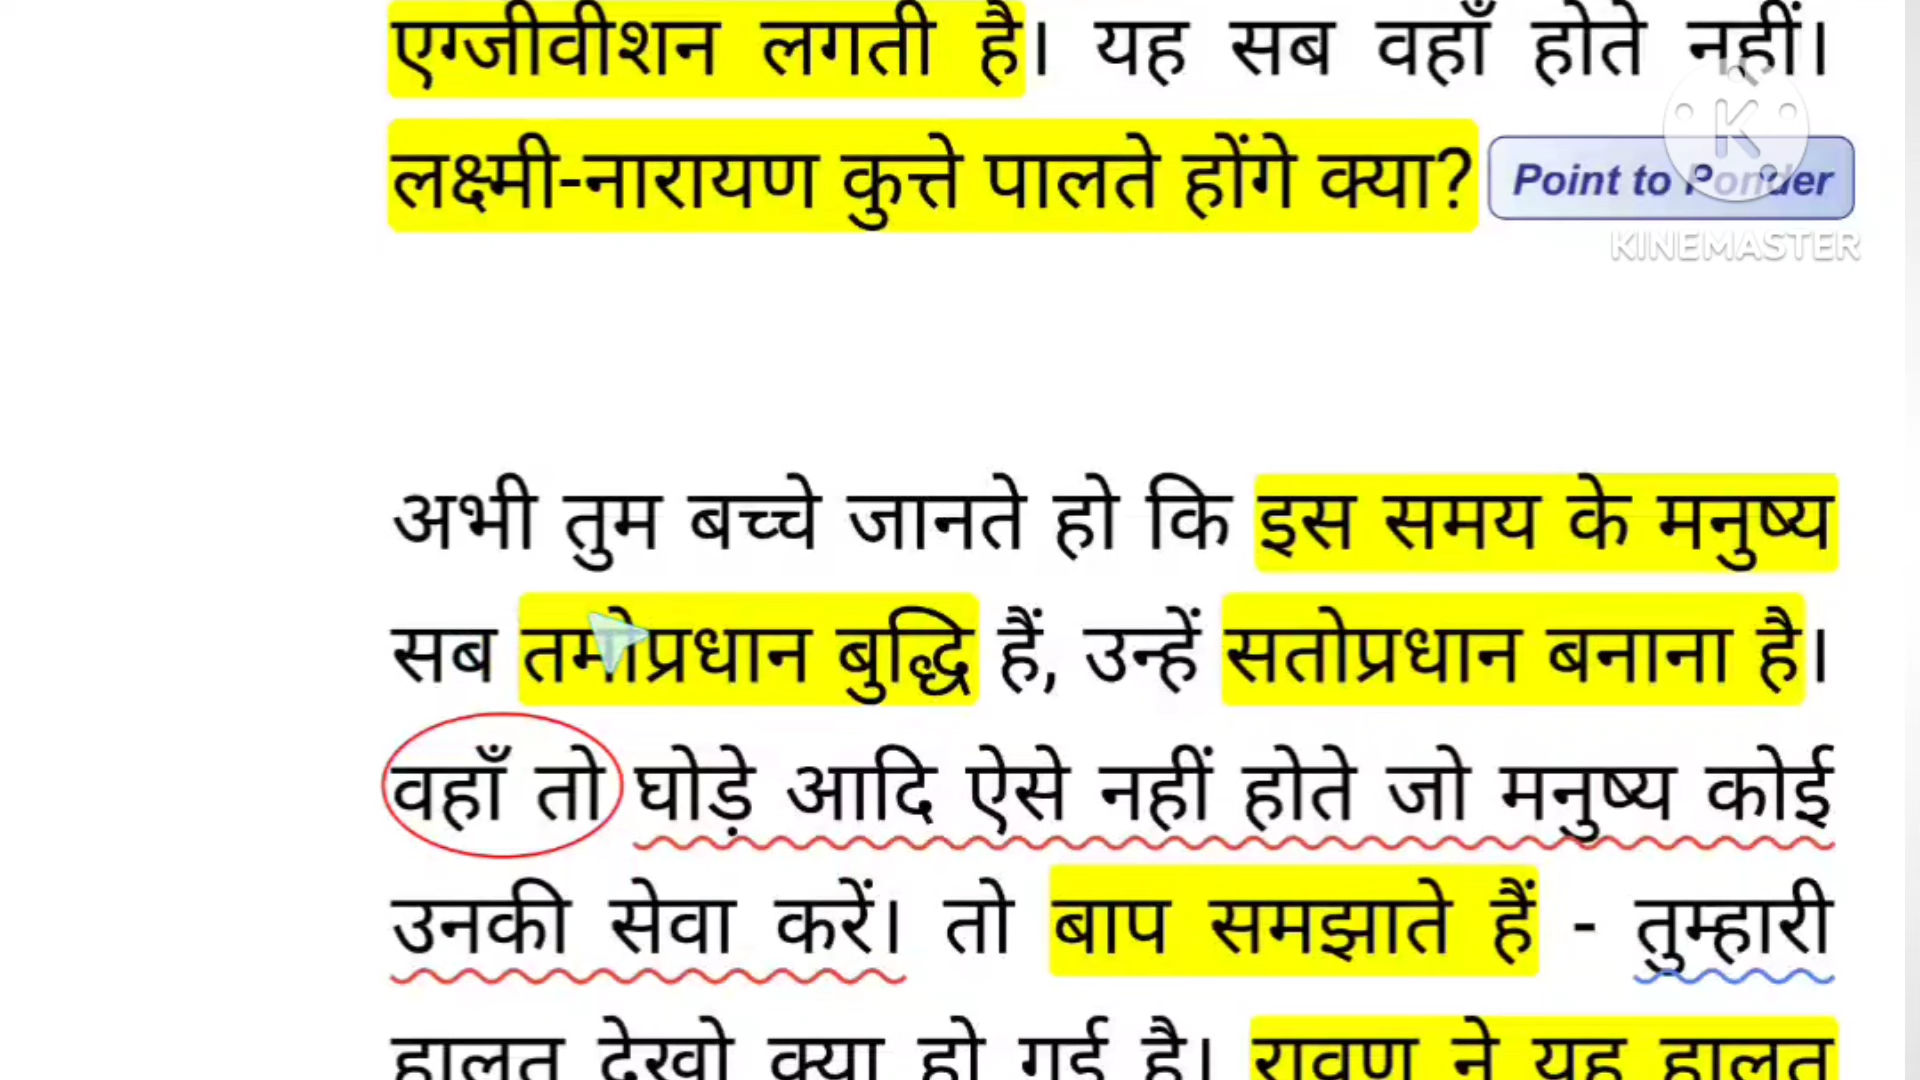 एग्जीवीशन लगती है। यह सब वहाँ होते नहीं।
लक्ष्मी-नारायण कुत्ते पालते होंगे क्या? Point to Ponder
K
KINEMASTER
अभी तुम बच्चे जानते हो कि इस समय के मनुष्य
सब तमोप्रधान बुद्धि हैं, उन्हें सतोप्रधान बनाना है।
वहाँ तो घोड़े आदि ऐसे नहीं होते जो मनुष्य कोई
उनकी सेवा करें। तो बाप समझाते हैं - तुम्हारी
हालत देखो क्या हो गई है। रावण ने यह हालत